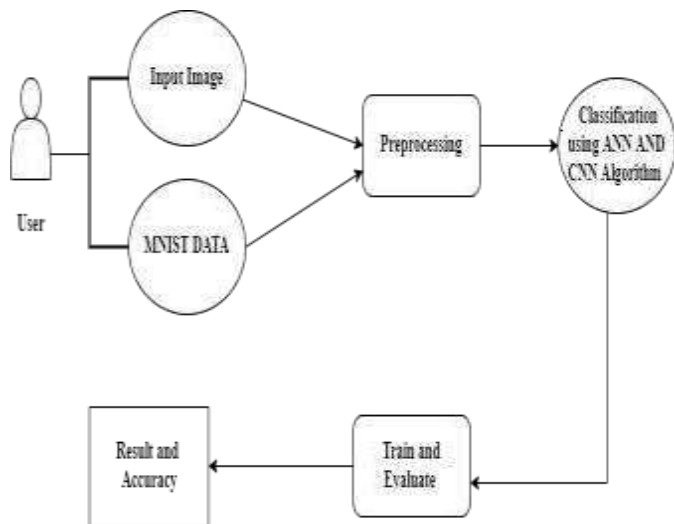 Input Image
User
MNIST DATA
Preprocessing
Classification
using ANN AND
CNN Algorithm
Train and
Evaluate
Result and
Accuracy